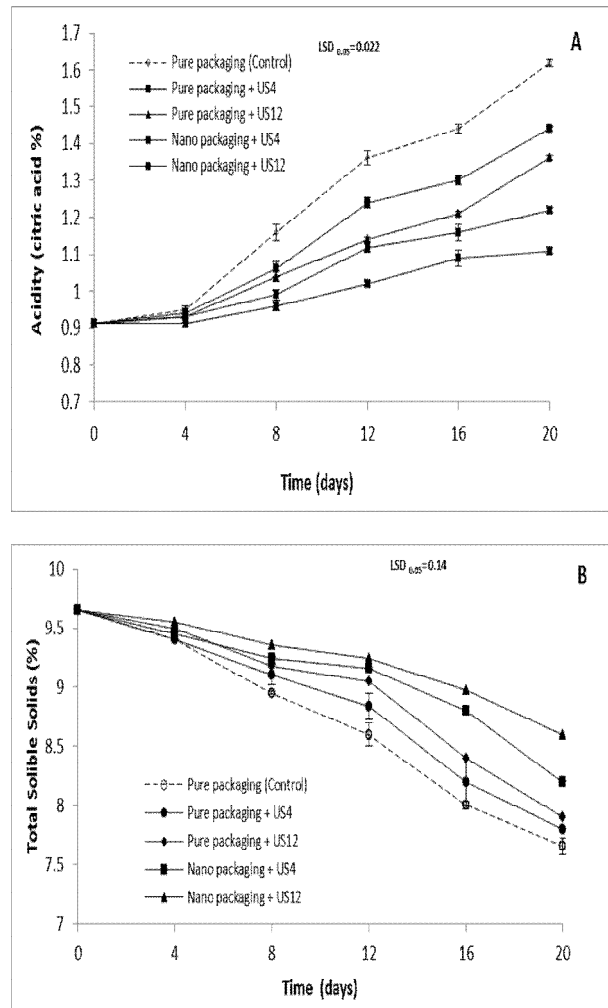 A
LSD 0.05=0.022
1.7
1.6
1.5
1.4
1.3
1.2
1.1
1
0.9
0.8
0.7
Acidity (citric acid %)
Pure packaging (Control)
Pure packaging + US4
Pure packaging + US12
Nano packaging + US4
Nano packaging + US12
0 4 8 12 16 20
Time (days)
B
LSD 0.05=0.14
10
9.5
9
8.5
8
7.5
7
Total Solible Solids (%)
Pure packaging (Control)
Pure packaging + US4
Pure packaging + US12
Nano packaging + US4
Nano packaging + US12
0 4 8 12 16 20
Time (days)